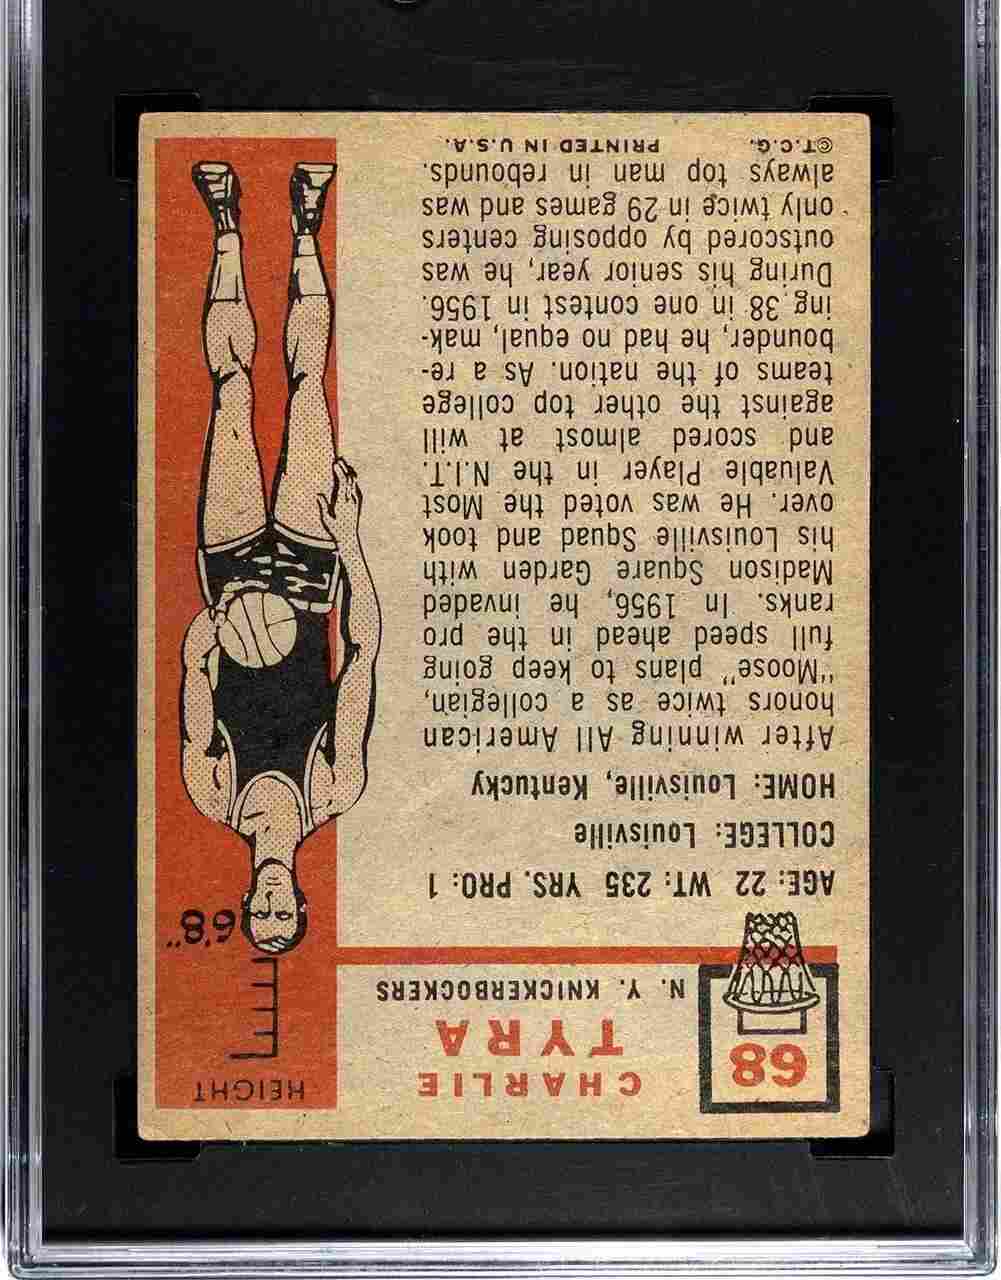 68
CHARLIE
TYRA
N. Y. KNICKERBOCKERS
HEIGHT
6'8"
AGE: 22 WT: 235 YRS. PRO: 1
COLLEGE: Louisville
HOME: Louisville, Kentucky
After winning All American
honors twice as a collegian,
"Moose" plans to keep going
full speed ahead in the pro
ranks. In 1956, he invaded
Madison Square Garden with
his Louisville Squad and took
over. He was voted the Most
Valuable Player in the N.I.T.
and scored almost at will
against the other top college
teams of the nation. As a re-
bounder, he had no equal, mak-
ing 38 in one contest in 1956.
During his senior year, he was
outscored by opposing centers
only twice in 29 games and was
always top man in rebounds.
©T.C.G. PRINTED IN U.S.A.